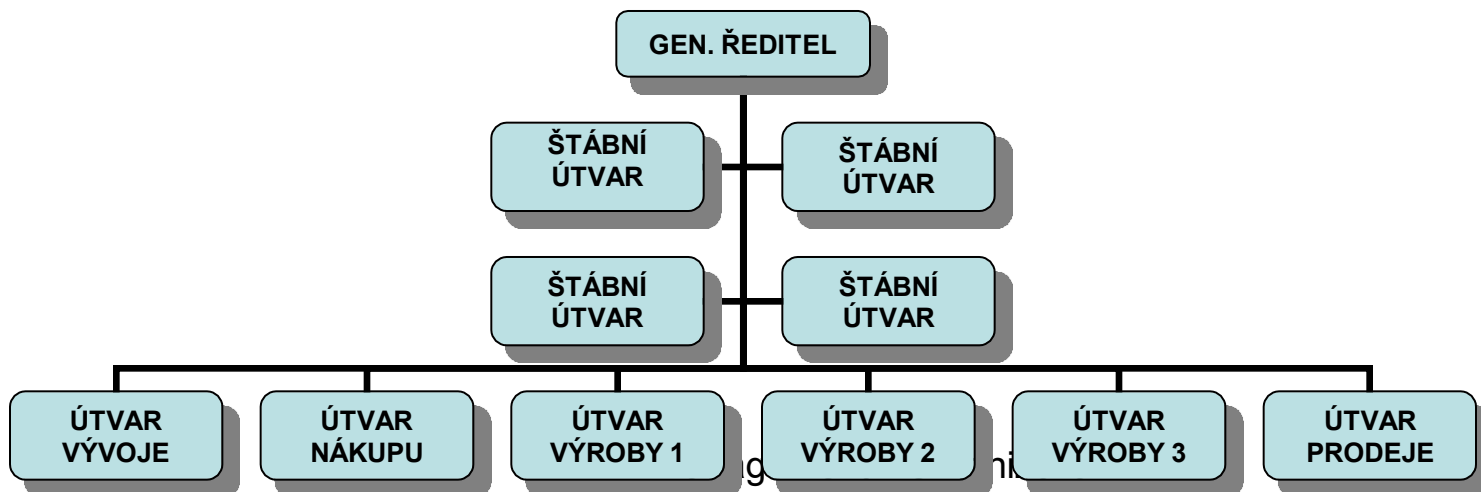 GEN. ŘEDITEL
ŠTÁBNÍ
ÚTVAR
ŠTÁBNÍ
ÚTVAR
ŠTÁBNÍ
ÚTVAR
ŠTÁBNÍ
ÚTVAR
ÚTVAR
VÝVOJE
ÚTVAR
NÁKUPU
ÚTVAR
VÝROBY 1
ÚTVAR
VÝROBY 2
ÚTVAR
VÝROBY 3
ÚTVAR
PRODEJE